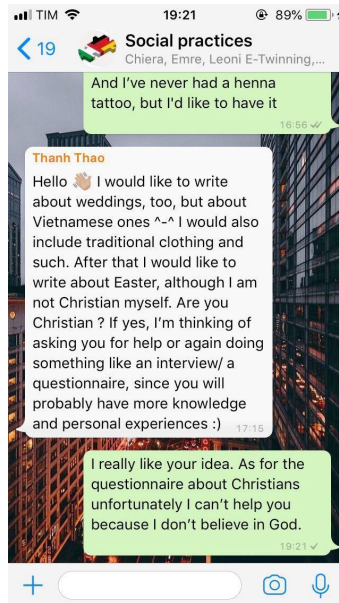 TIM 19:21 89%
19 Social practices
Chiera, Emre, Leoni E-Twinning,...
And I've never had a henna
tattoo, but I'd like to have it
16:56
Thanh Thao
Hello 👋🏼 I would like to write
about weddings, too, but about
Vietnamese ones ^-^ I would also
include traditional clothing and
such. After that I would like to
write about Easter, although I am
not Christian myself. Are you
Christian ? If yes, I'm thinking of
asking you for help or again doing
something like an interview/ a
questionnaire, since you will
probably have more knowledge
and personal experiences :) 17:15
I really like your idea. As for the
questionnaire about Christians
unfortunately I can't help you
because I don't believe in God.
19:21